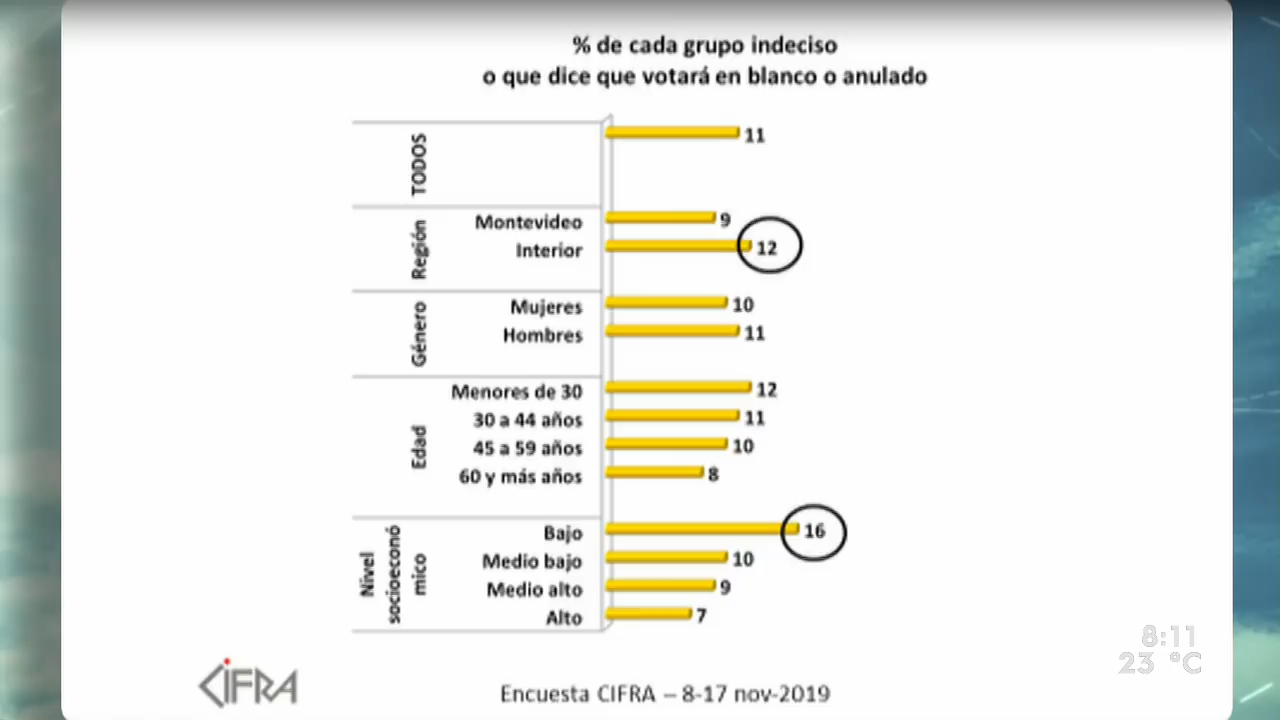 % de cada grupo indeciso
o que dice que votará en blanco o anulado
TODOS
11
Región
Montevideo 9
Interior 12
Género
Mujeres 10
Hombres 11
Edad
Menores de 30 12
30 a 44 años 11
45 a 59 años 10
60 y más años 8
Nivel
socioeconó
mico
Bajo 16
Medio bajo 10
Medio alto 9
Alto 7
CIFRA
Encuesta CIFRA – 8-17 nov-2019
8:11
23 °C